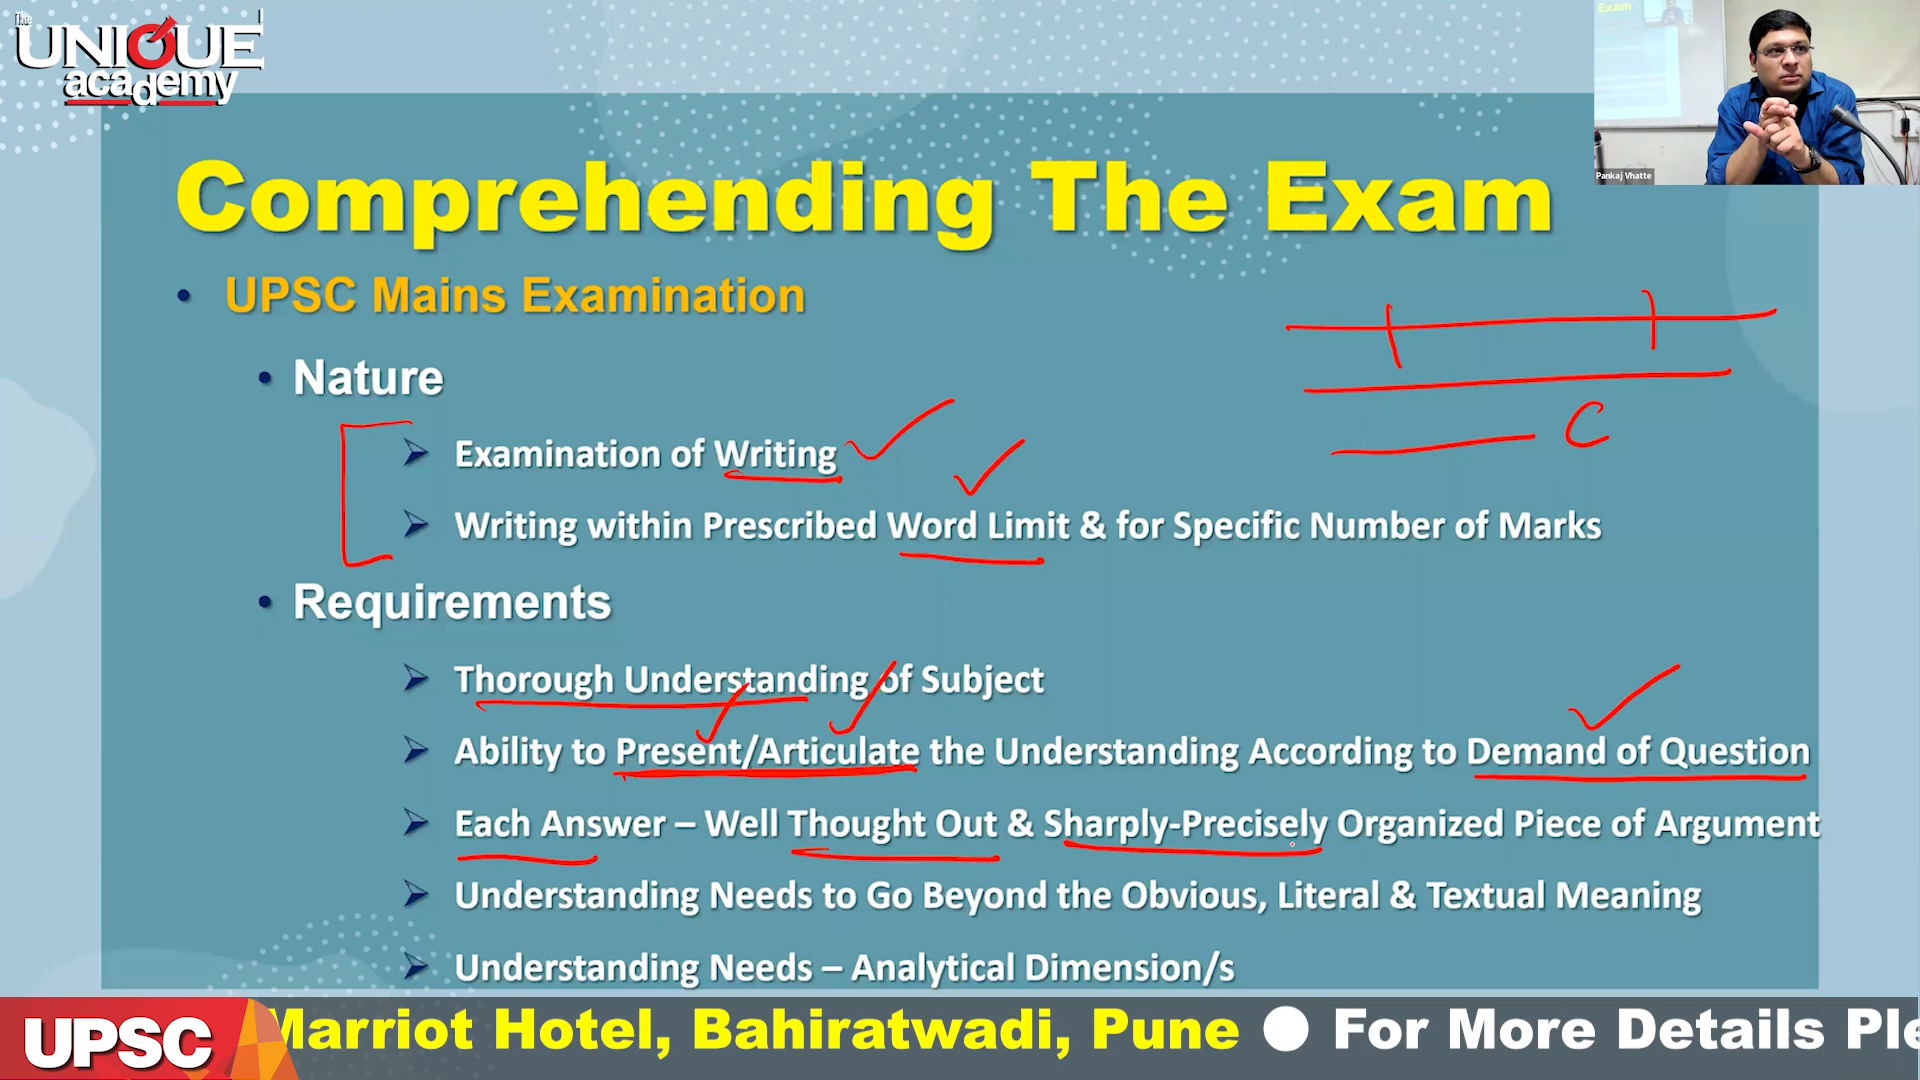 The
UNIQUE
academy
Exam
Pankaj Vhatte
Comprehending The Exam
• UPSC Mains Examination
• Nature
Examination of Writing
C
Writing within Prescribed Word Limit & for Specific Number of Marks
• Requirements
Thorough Understanding of Subject
Ability to Present/Articulate the Understanding According to Demand of Question
Each Answer – Well Thought Out & Sharply-Precisely Organized Piece of Argument
Understanding Needs to Go Beyond the Obvious, Literal & Textual Meaning
Understanding Needs – Analytical Dimension/s
UPSC
Marriot Hotel, Bahiratwadi, Pune ● For More Details Ple